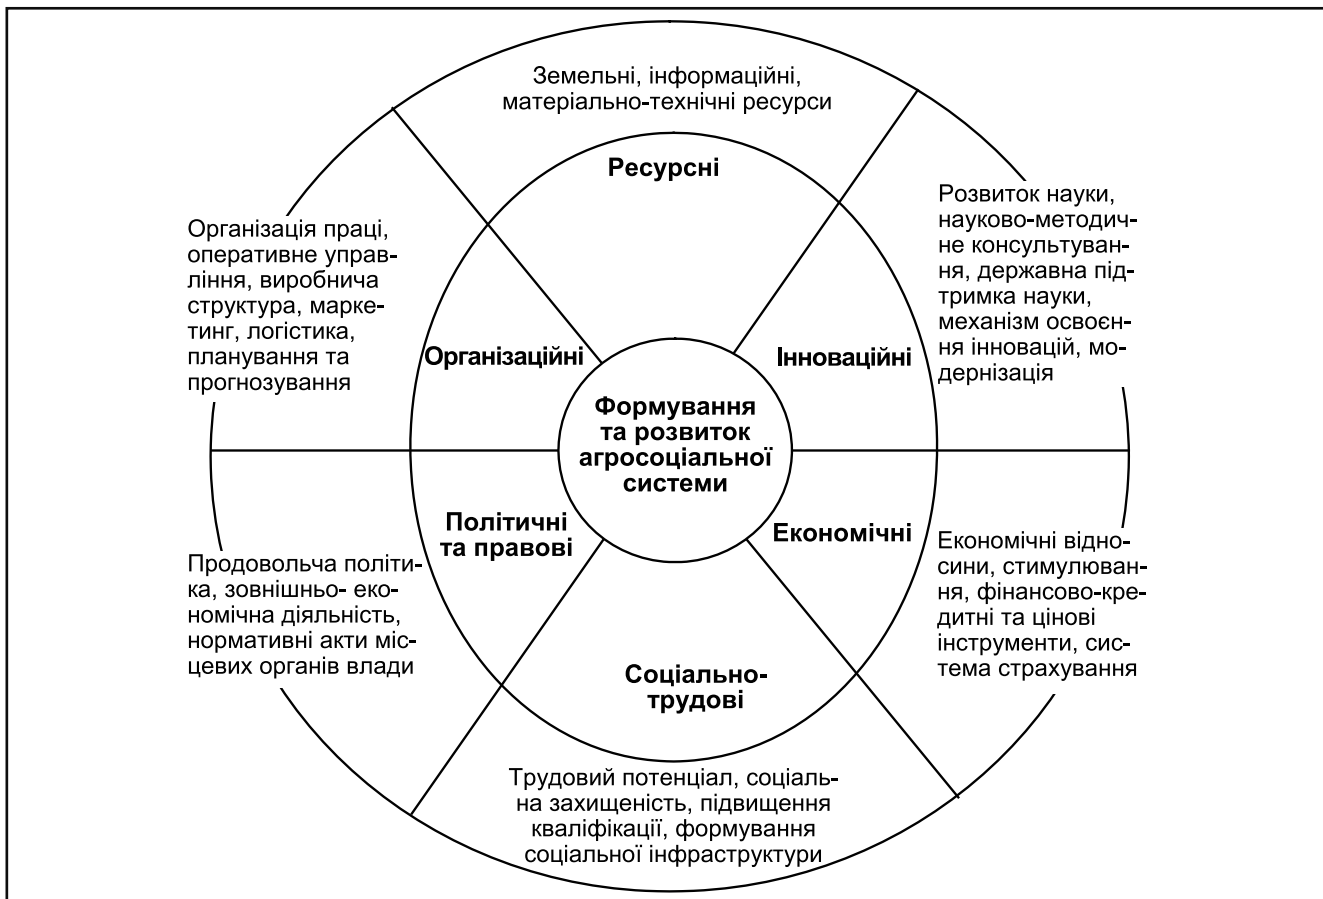 Земельні, інформаційні,
матеріально-технічні ресурси
Ресурсні
Організація праці,
оперативне управ-
ління, виробнича
структура, марке-
тинг, логістика,
планування та
прогнозування
Організаційні
Інноваційні
Розвиток науки,
науково-методич-
не консультуван-
ня, державна під-
тримка науки,
механізм освоєн-
ня інновацій, мо-
дернізація
Формування
та розвиток
агросоціальної
системи
Політичні
та правові
Економічні
Продовольча політи-
ка, зовнішньо- еко-
номічна діяльність,
нормативні акти міс-
цевих органів влади
Економічні відно-
сини, стимулюван-
ня, фінансово-кре-
дитні та цінові
інструменти, сис-
тема страхування
Соціально-
трудові
Трудовий потенціал, соціаль-
на захищеність, підвищення
кваліфікації, формування
соціальної інфраструктури